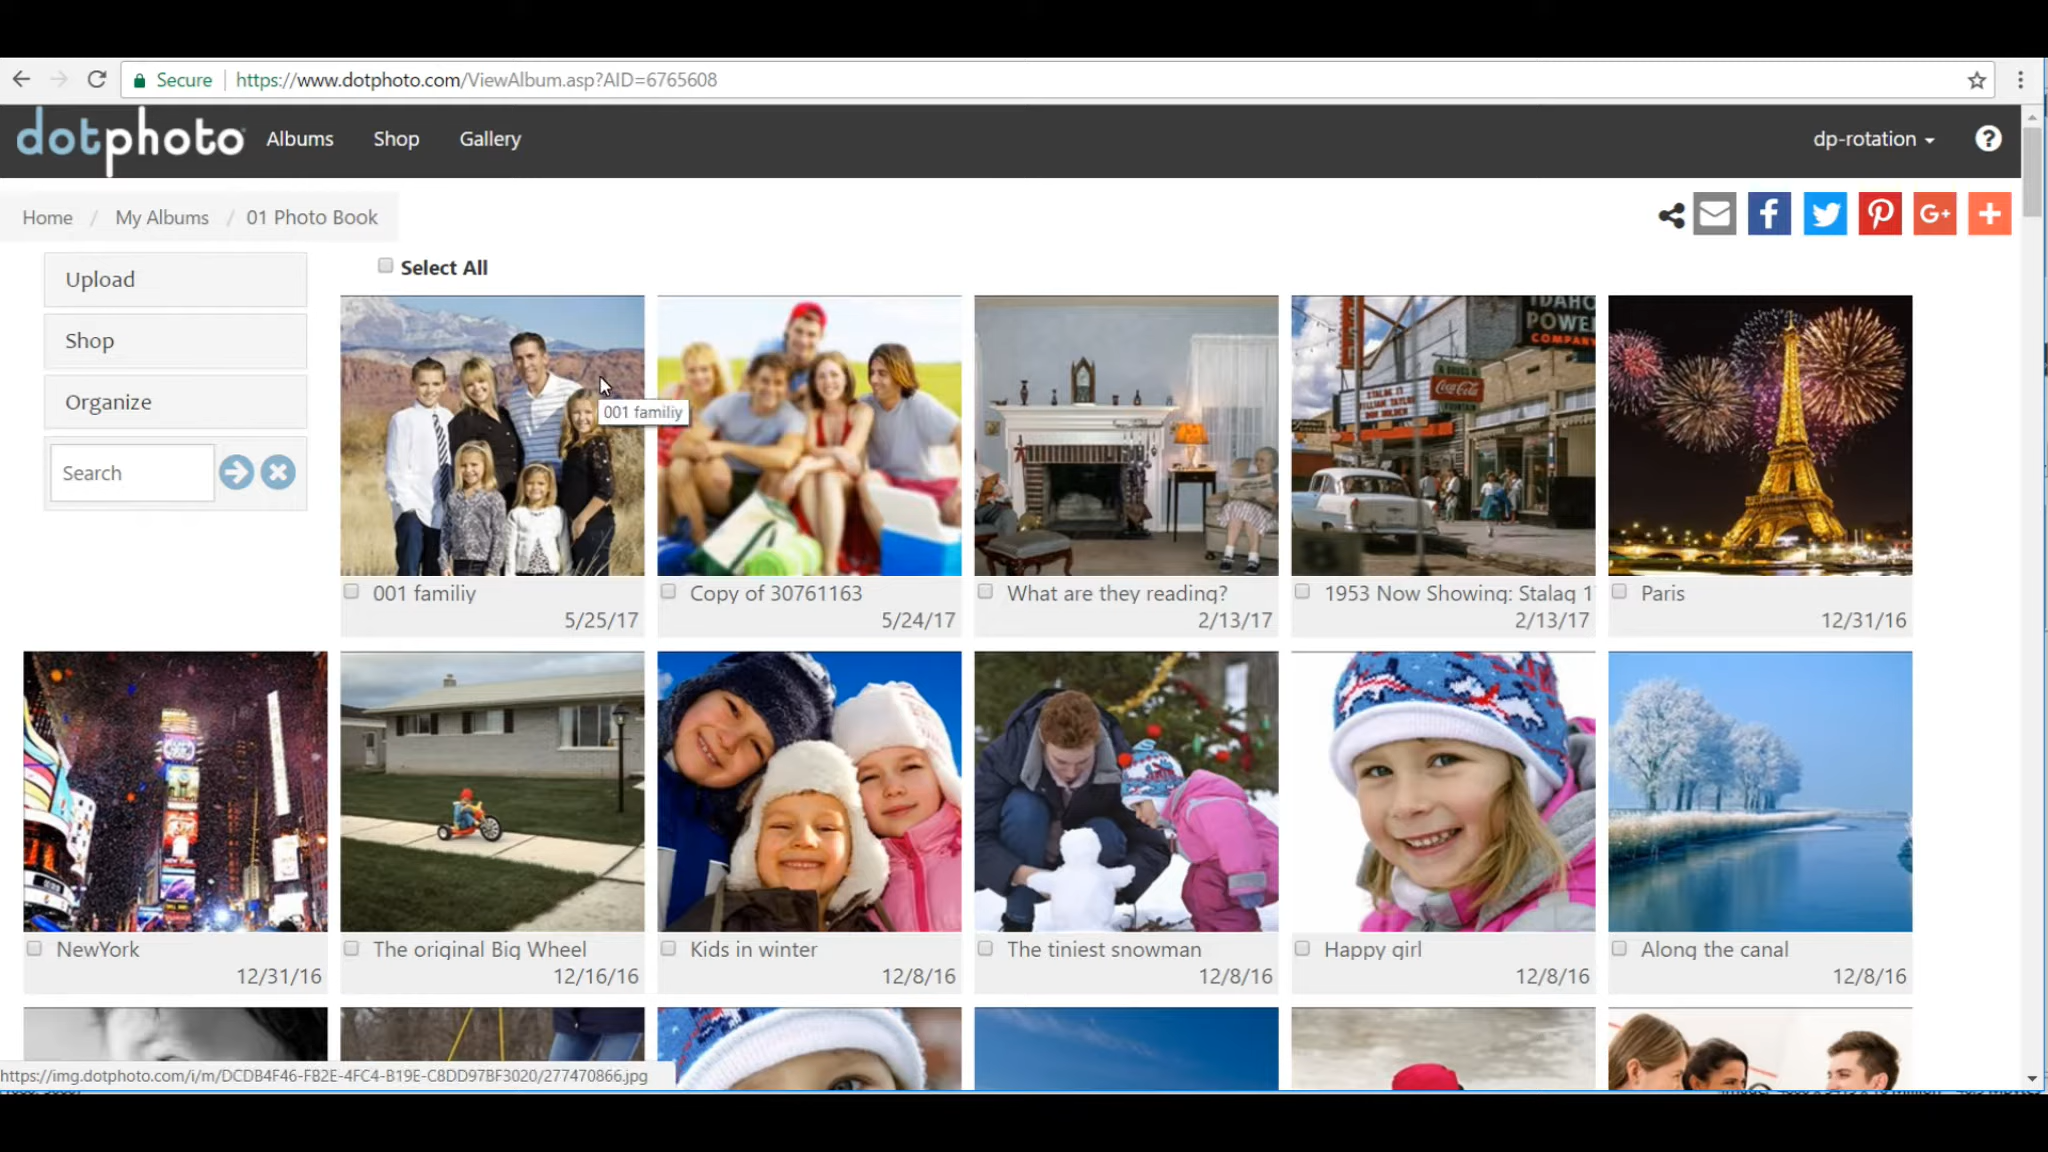 Secure https://www.dotphoto.com/ViewAlbum.asp?AID=6765608
dotphoto Albums Shop Gallery dp-rotation ?
Home / My Albums / 01 Photo Book
Upload
Shop
Organize
Search
Select All
001 familiy
IDAHO
POWER
COMPANY
Coca-Cola
001 familiy
5/25/17
Copy of 30761163
5/24/17
What are they reading?
2/13/17
1953 Now Showing: Stalag 1
2/13/17
Paris
12/31/16
NewYork
12/31/16
The original Big Wheel
12/16/16
Kids in winter
12/8/16
The tiniest snowman
12/8/16
Happy girl
12/8/16
Along the canal
12/8/16
https://img.dotphoto.com/i/m/DCDB4F46-FB2E-4FC4-B19E-C8DD97BF3020/277470866.jpg